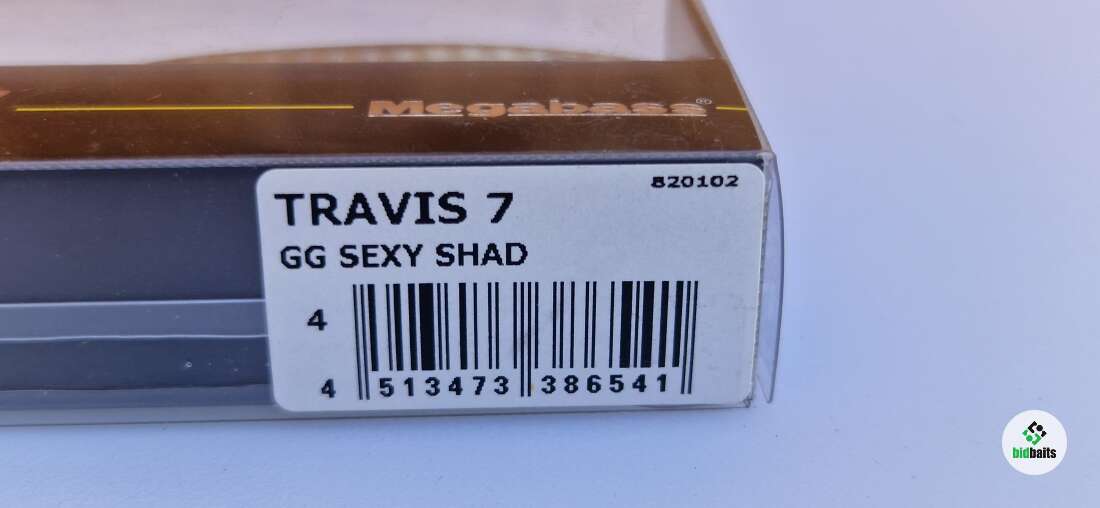 Megabass®
820102
TRAVIS 7
GG SEXY SHAD
4
4 513473 386541
bidbaits